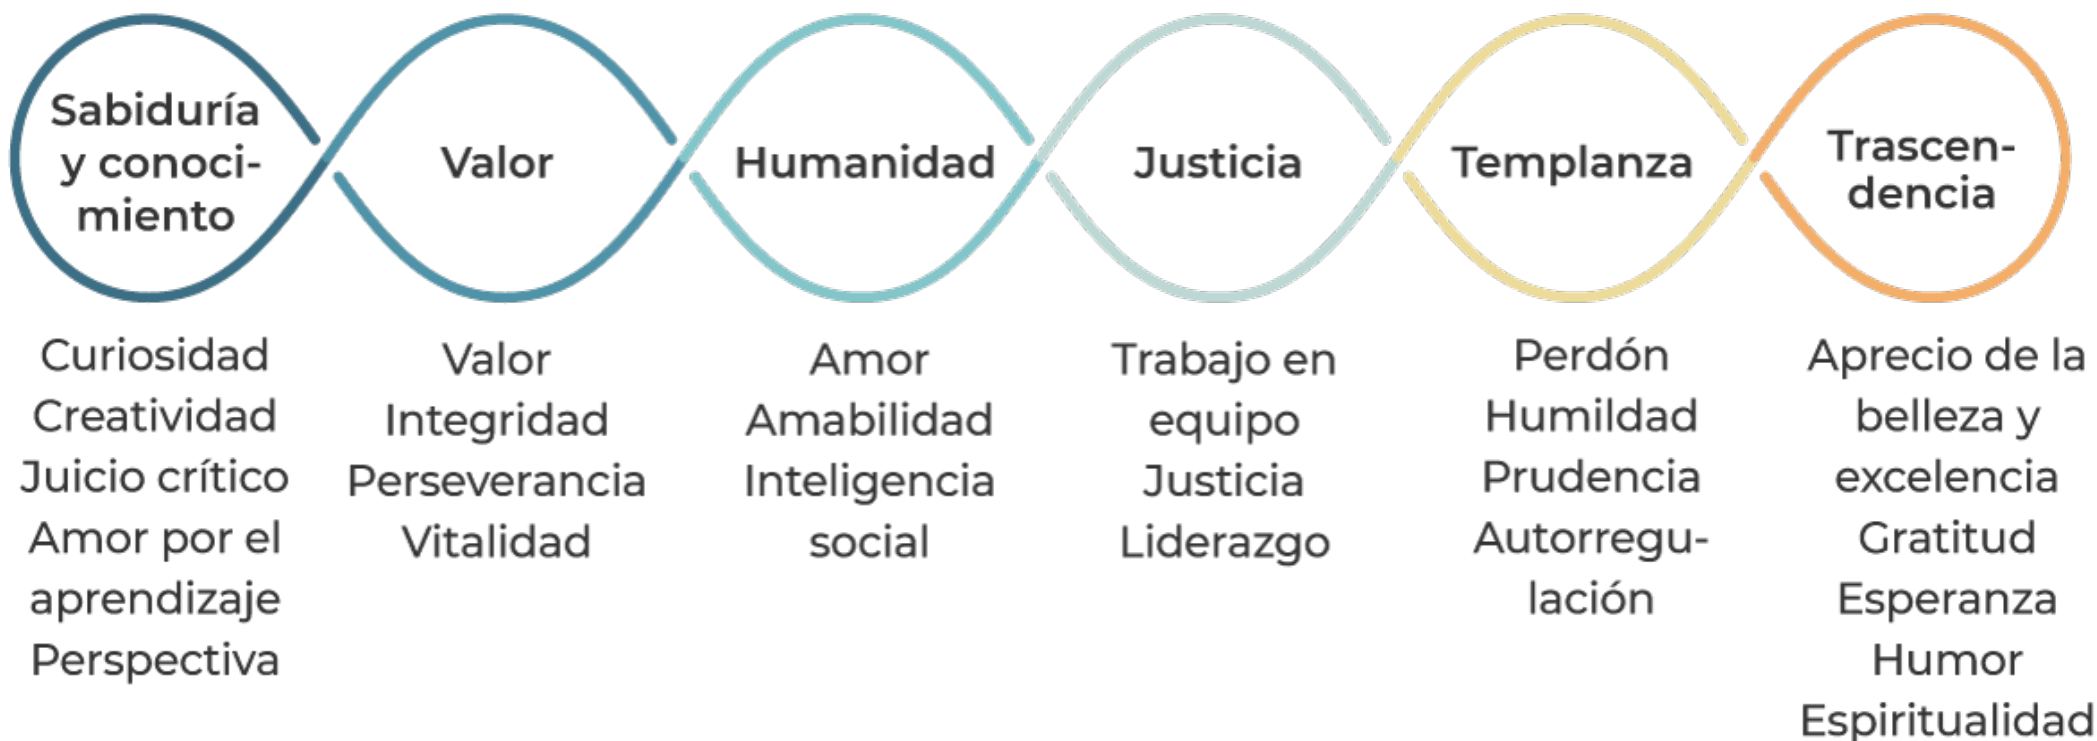 Sabiduría
y conoci-
miento
Valor
Humanidad
Justicia
Templanza
Trascen-
dencia
Curiosidad
Creatividad
Juicio crítico
Amor por el
aprendizaje
Perspectiva
Valor
Integridad
Perseverancia
Vitalidad
Amor
Amabilidad
Inteligencia
social
Trabajo en
equipo
Justicia
Liderazgo
Perdón
Humildad
Prudencia
Autorregu-
lación
Aprecio de la
belleza y
excelencia
Gratitud
Esperanza
Humor
Espiritualidad